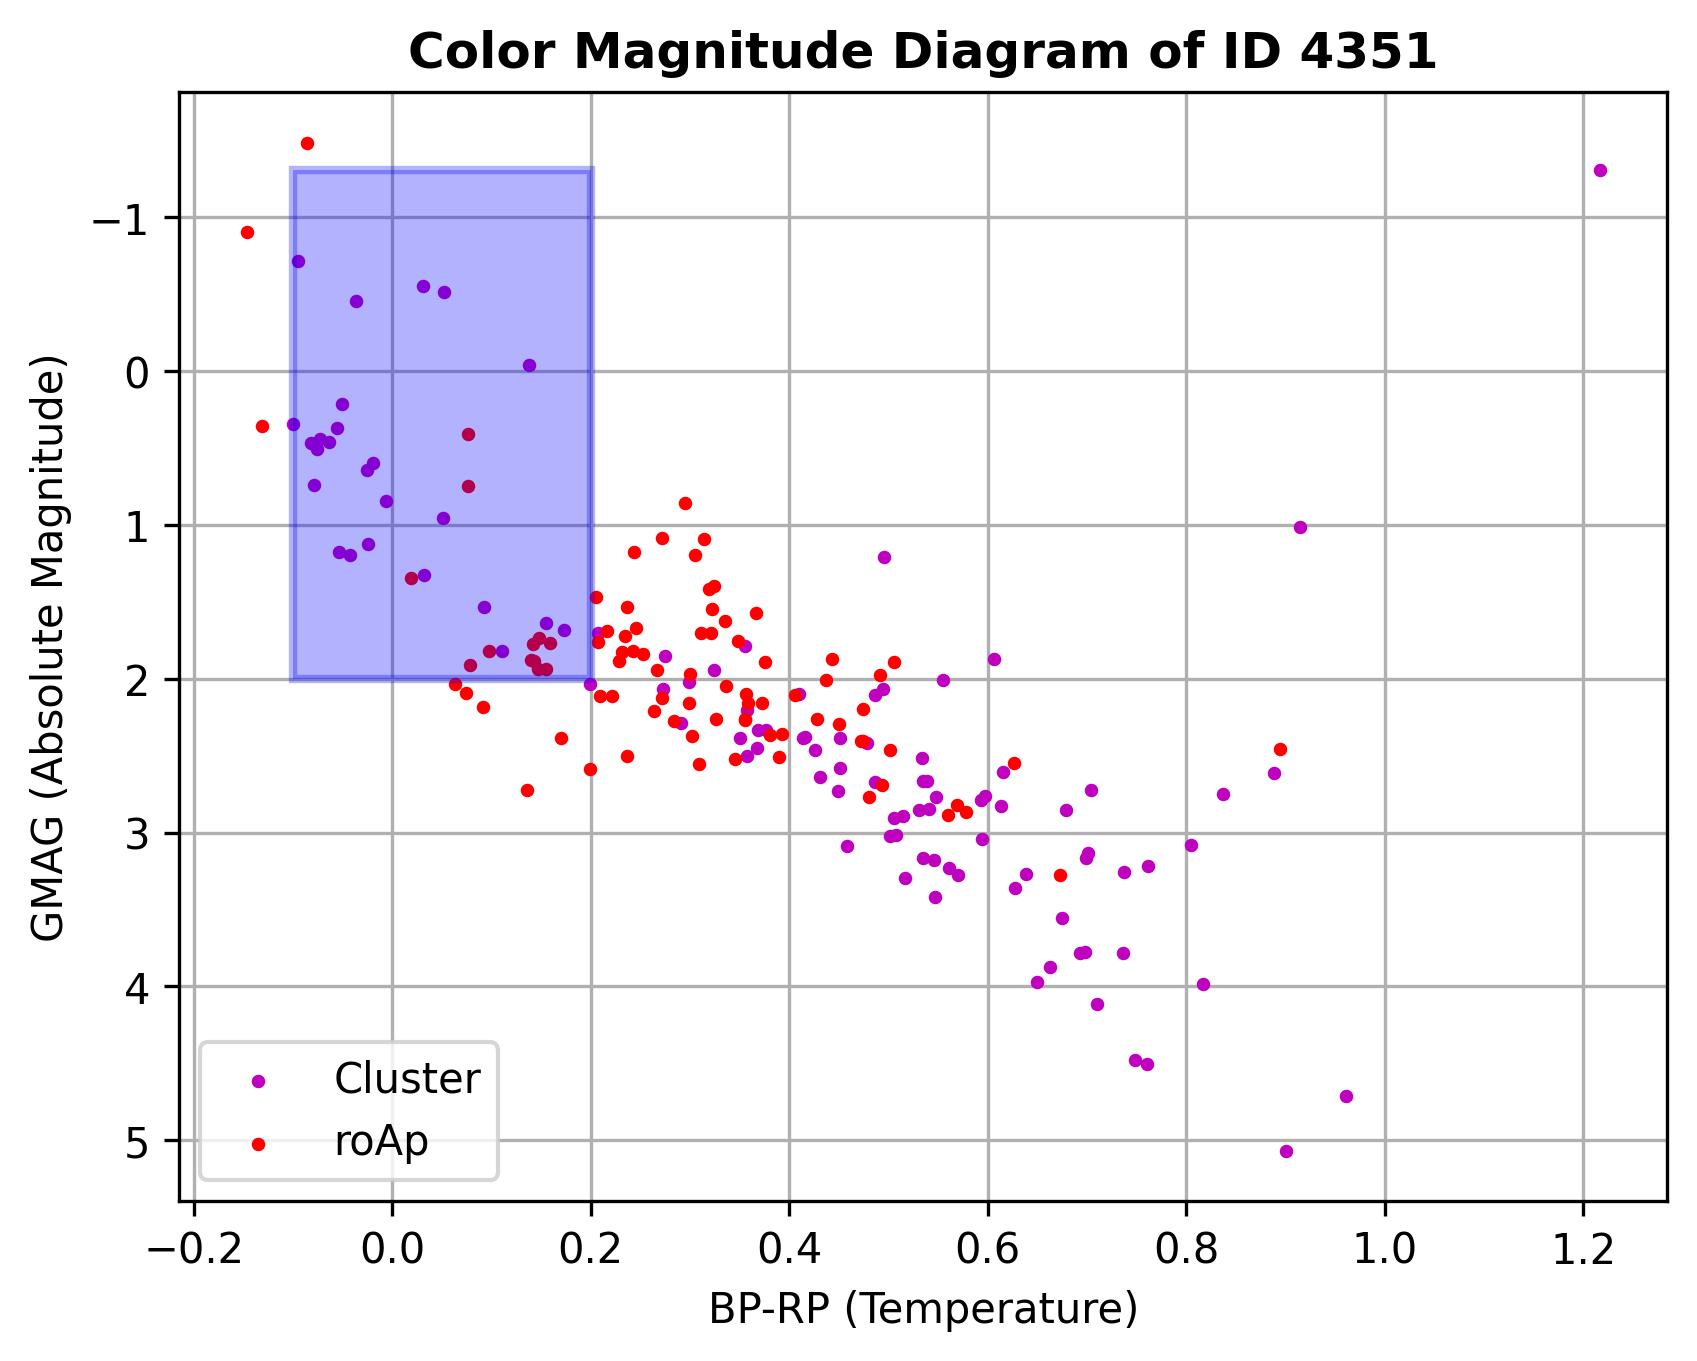 Color Magnitude Diagram of ID 4351
GMAG (Absolute Magnitude)
−1
0
1
2
3
4
5
Cluster
roAp
−0.2 0.0 0.2 0.4 0.6 0.8 1.0 1.2
BP-RP (Temperature)